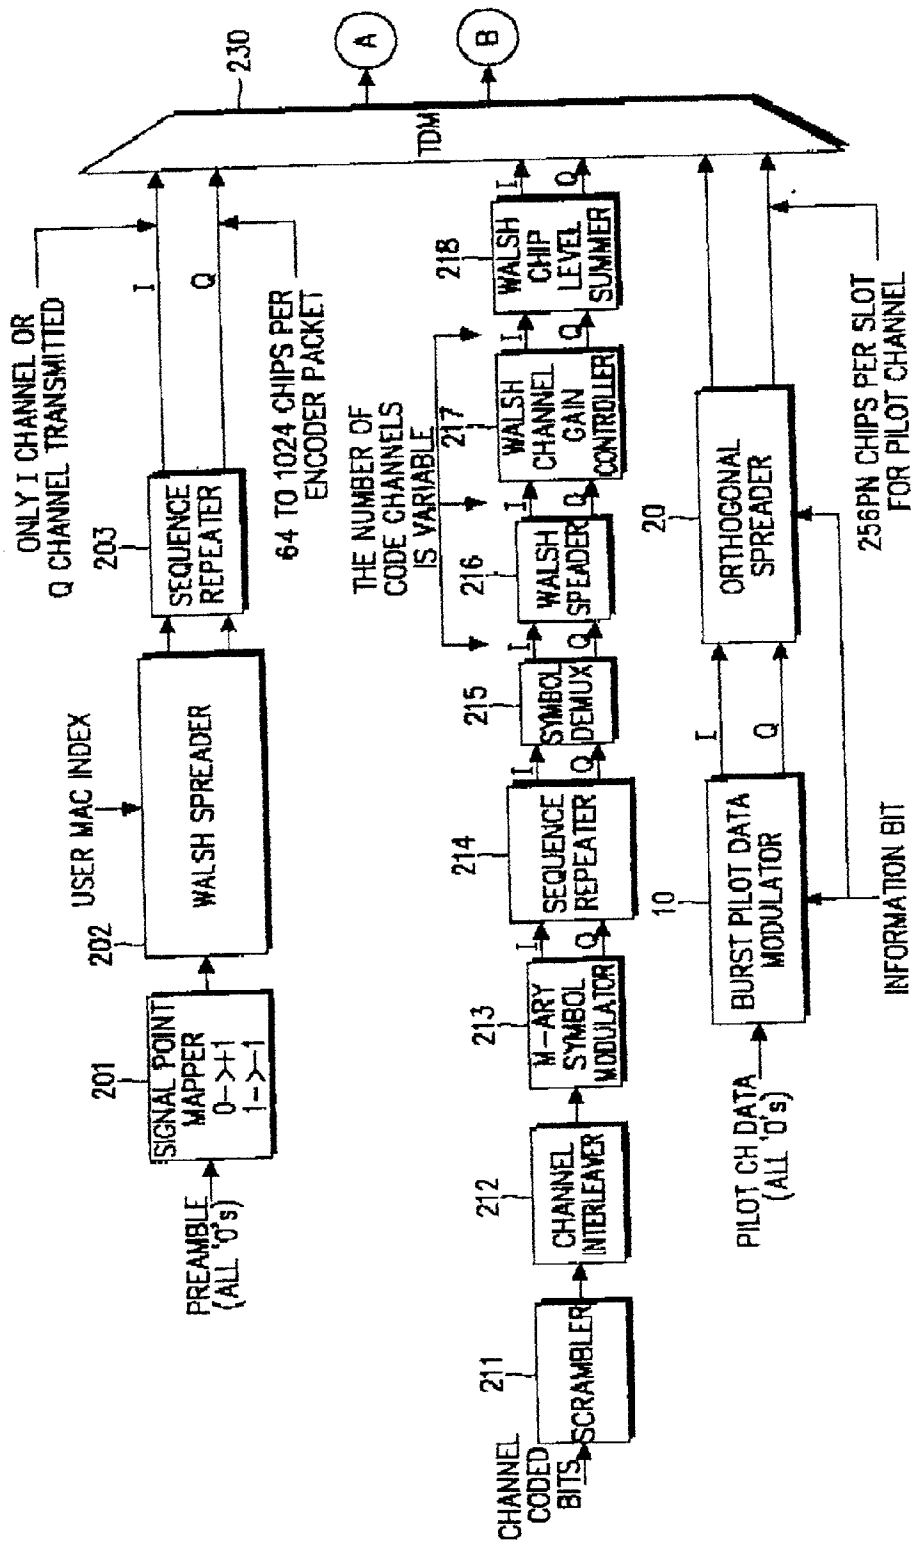 ONLY I CHANNEL OR
Q CHANNEL TRANSMITTED
USER MAC INDEX
203
202
201
230
PREAMBLE
(ALL '0's)
SIGNAL POINT
MAPPER
0->+1
1->-1
WALSH SPREADER
SEQUENCE
REPEATER
I
Q
64 TO 1024 CHIPS PER
ENCODER PACKET
TDM
A
B
THE NUMBER OF
CODE CHANNELS
IS VARIABLE
CHANNEL
CODED
BITS
211
SCRAMBLER
212
CHANNEL
INTERLEAVER
213
M-ARY
SYMBOL
MODULATOR
I
Q
214
SEQUENCE
REPEATER
I
Q
215
SYMBOL
DEMUX
I
Q
216
WALSH
SPEADER
I
Q
217
WALSH
CHANNEL
GAIN
CONTROLLER
I
Q
218
WALSH
CHIP
LEVEL
SUMMER
I
Q
PILOT CH DATA
(ALL '0's)
10
BURST PILOT DATA
MODULATOR
I
Q
20
ORTHOGONAL
SPREADER
INFORMATION BIT
256PN CHIPS PER SLOT
FOR PILOT CHANNEL